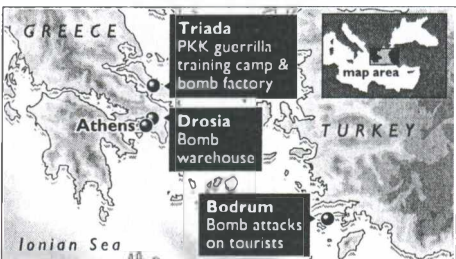 GREECE
Triada
PKK guerrilla
training camp &
bomb factory
map area
Athens
Drosia
Bomb
warehouse
TURKEY
Bodrum
Bomb attacks
on tourists
Ionian Sea